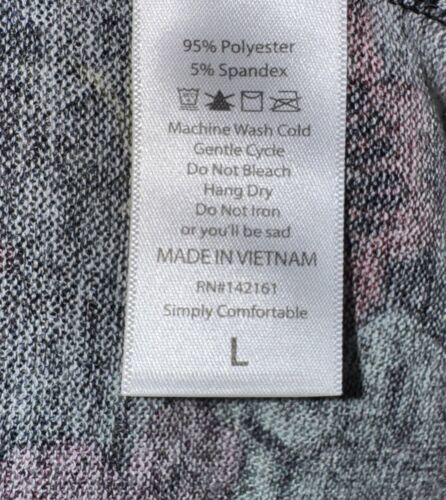 95% Polyester
5% Spandex
Machine Wash Cold
Gentle Cycle
Do Not Bleach
Hang Dry
Do Not Iron
or you'll be sad
MADE IN VIETNAM
RN#142161
Simply Comfortable
L